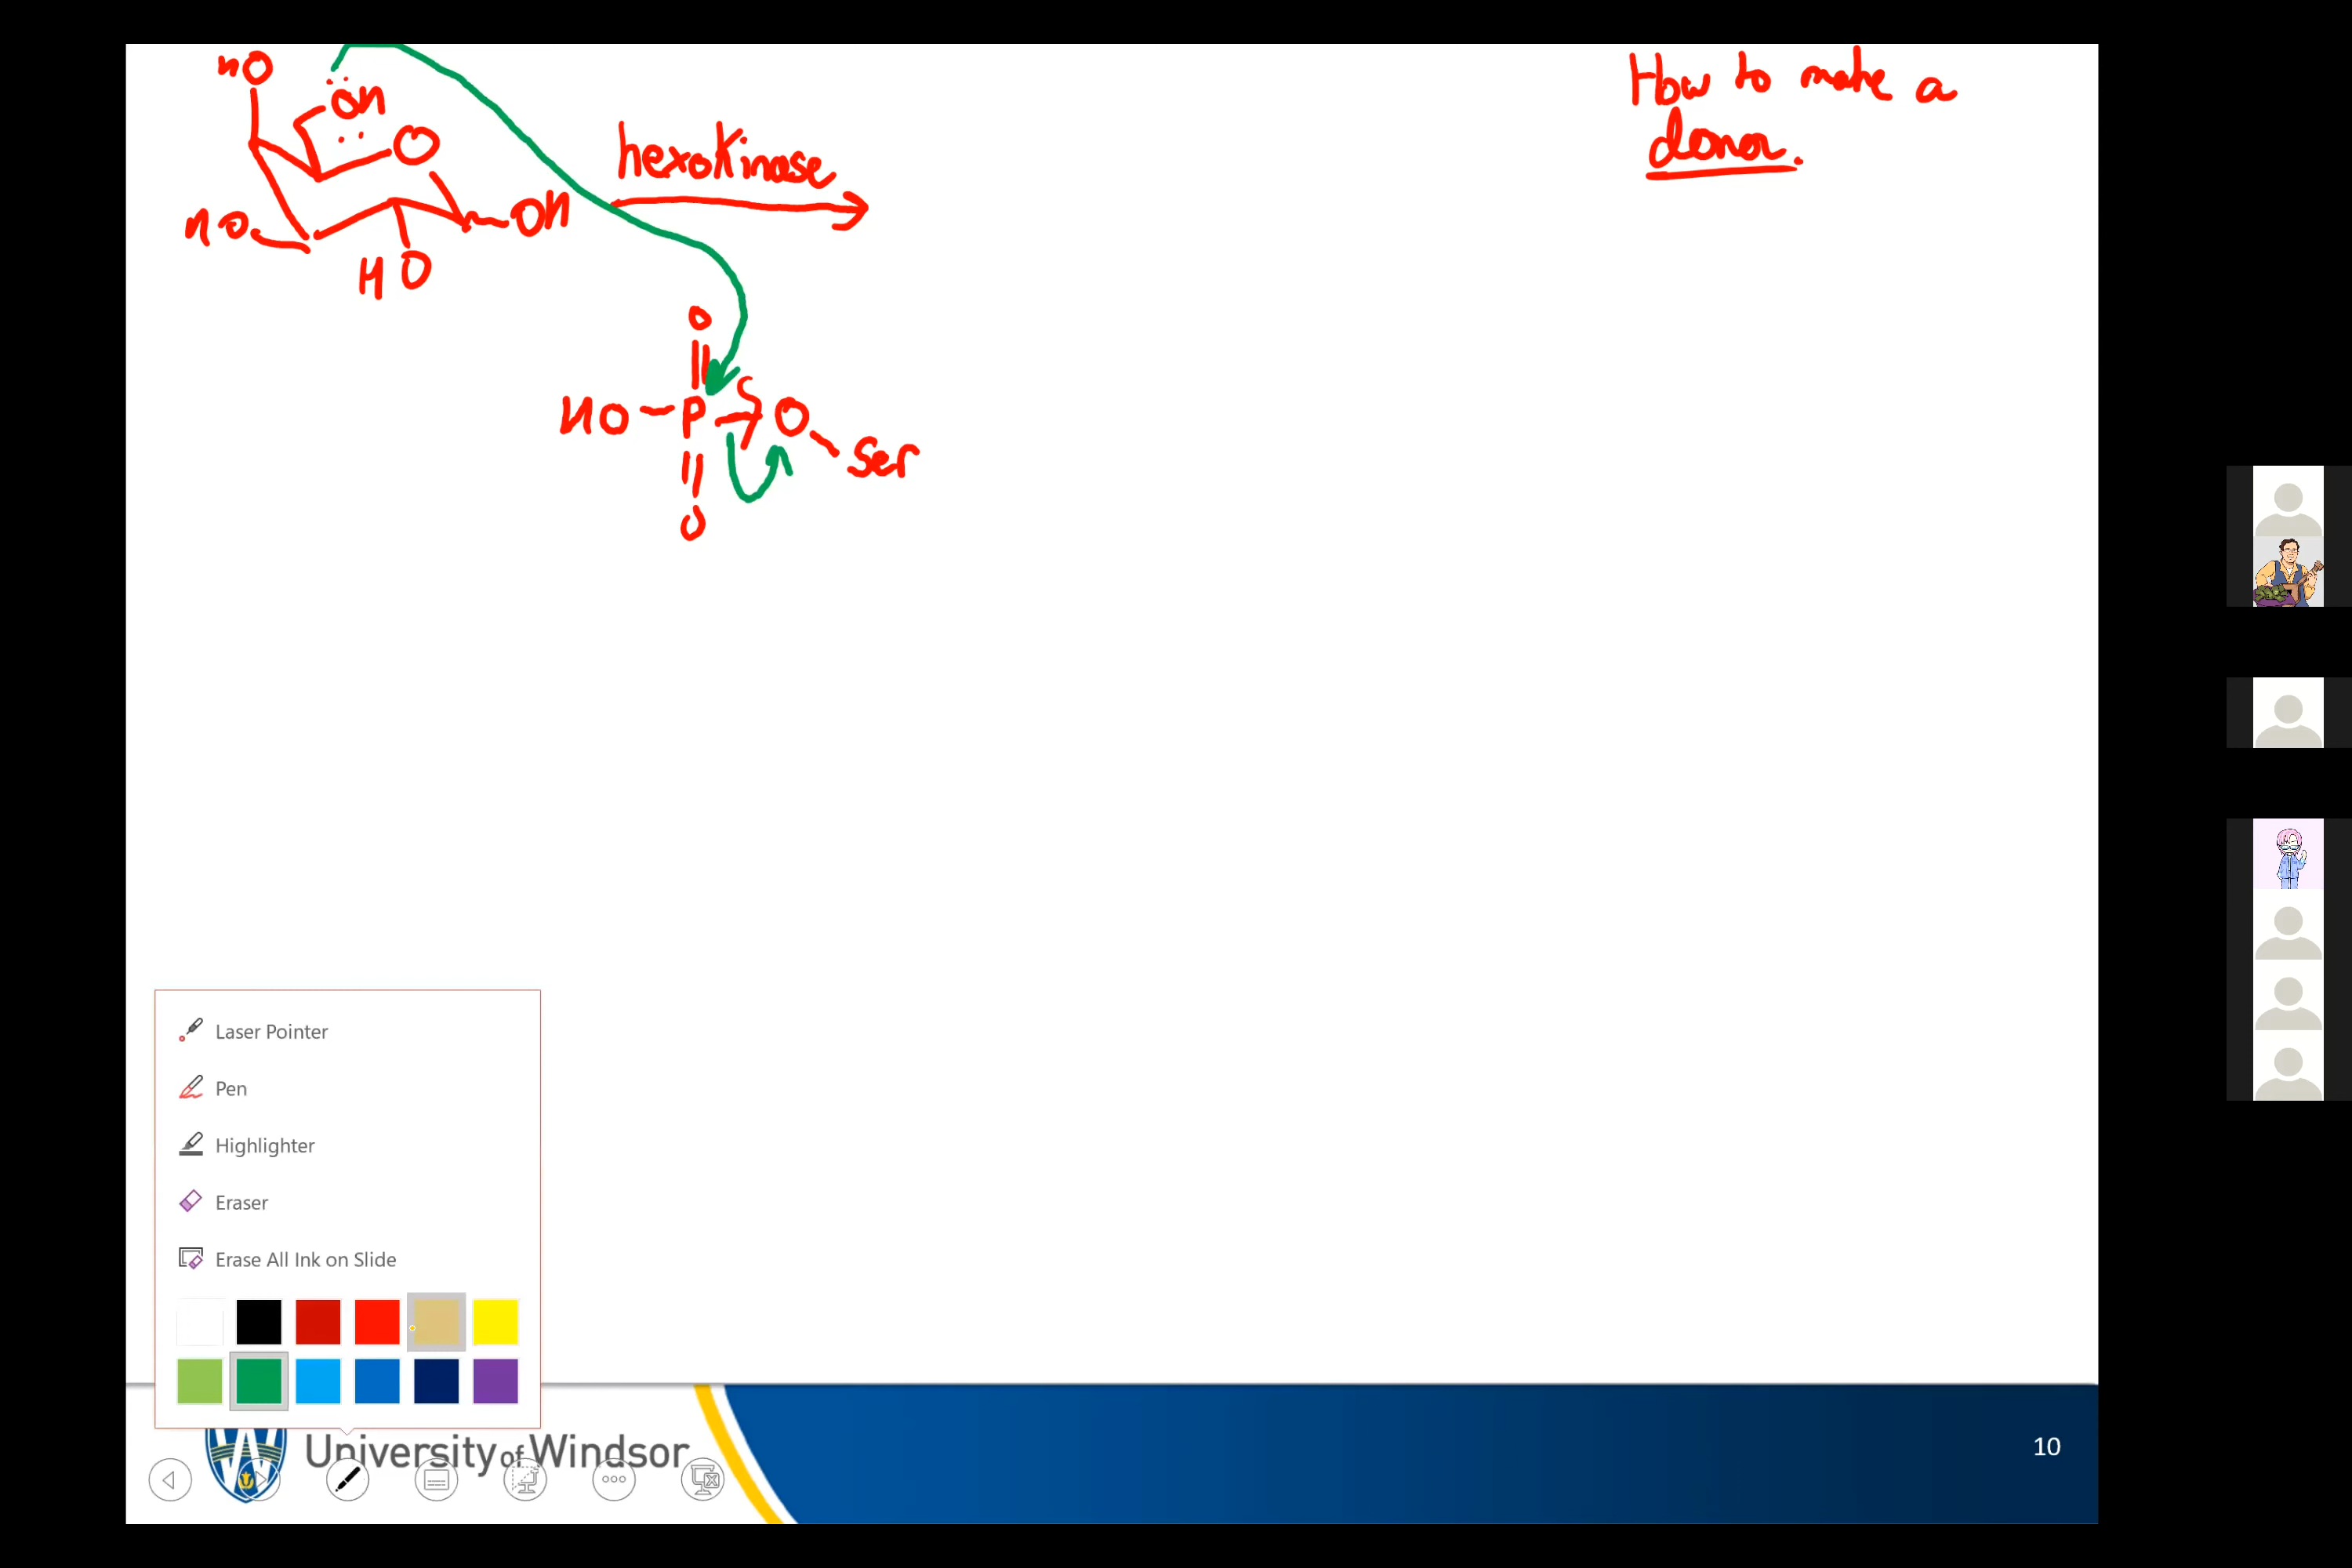 HO
OH
O
HO
OH
HO
hexokinase
How to make a
donor.
O
HO-P-O
Ser
O
Laser Pointer
Pen
Highlighter
Eraser
Erase All Ink on Slide
University of Windsor
10